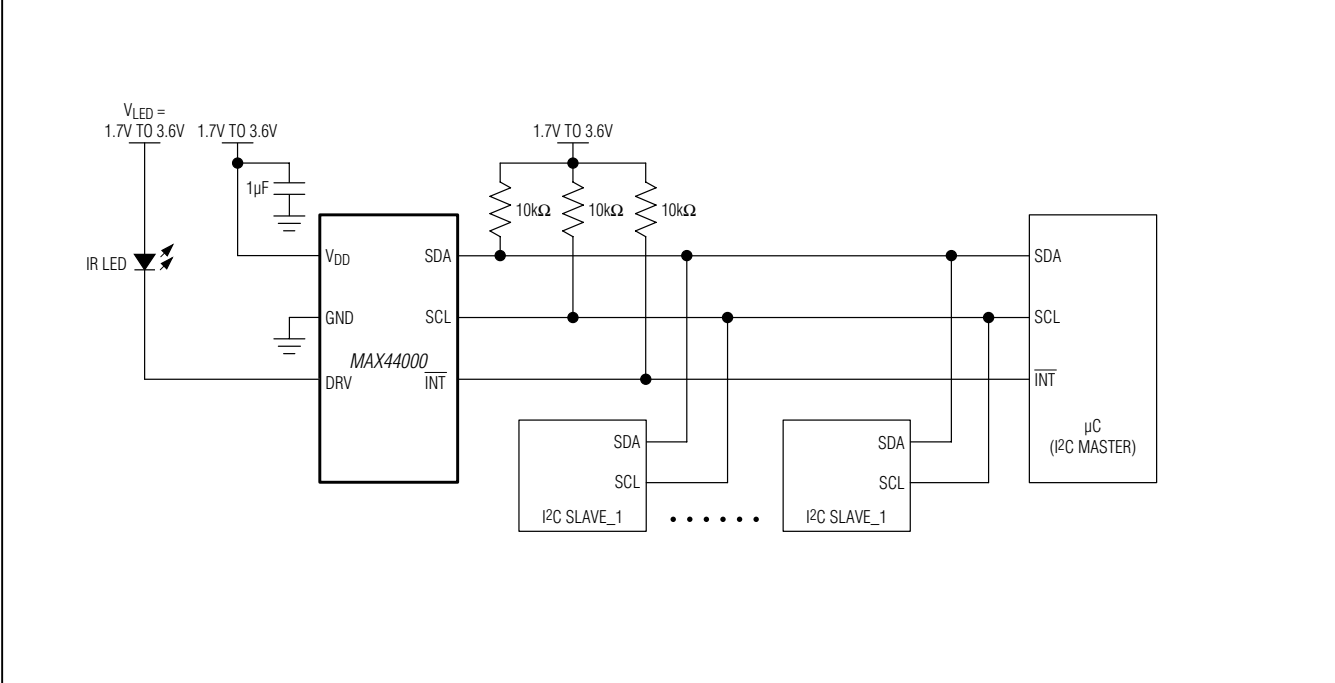 VLED =
1.7V TO 3.6V
1.7V TO 3.6V
1.7V TO 3.6V
1µF
10kΩ
10kΩ
10kΩ
IR LED
VDD
SDA
SDA
GND
SCL
SCL
MAX44000
DRV
INT
INT
µC
(I2C MASTER)
SDA
SCL
I2C SLAVE_1
SDA
SCL
I2C SLAVE_1